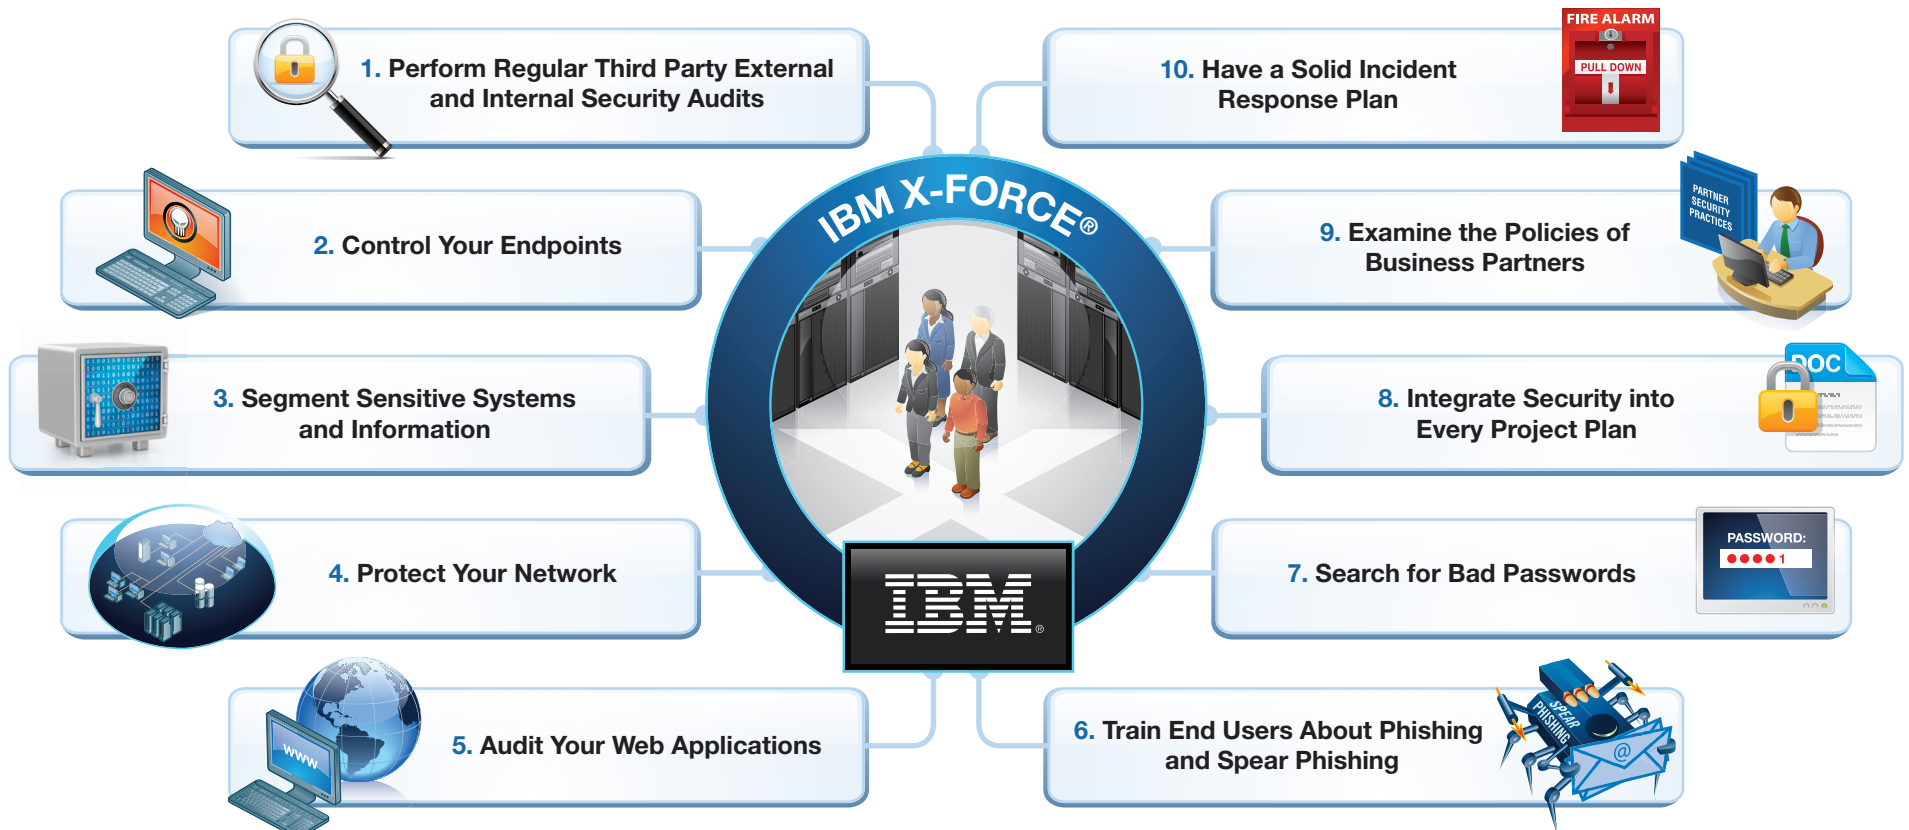 IBM X-FORCE®
IBM®
1. Perform Regular Third Party External
and Internal Security Audits
2. Control Your Endpoints
3. Segment Sensitive Systems
and Information
4. Protect Your Network
5. Audit Your Web Applications
WWW
6. Train End Users About Phishing
and Spear Phishing
SPEAR
PHISHING
@
7. Search for Bad Passwords
PASSWORD:
●●●●1
8. Integrate Security into
Every Project Plan
DOC
9. Examine the Policies of
Business Partners
PARTNER
SECURITY
PRACTICES
10. Have a Solid Incident
Response Plan
FIRE ALARM
PULL DOWN